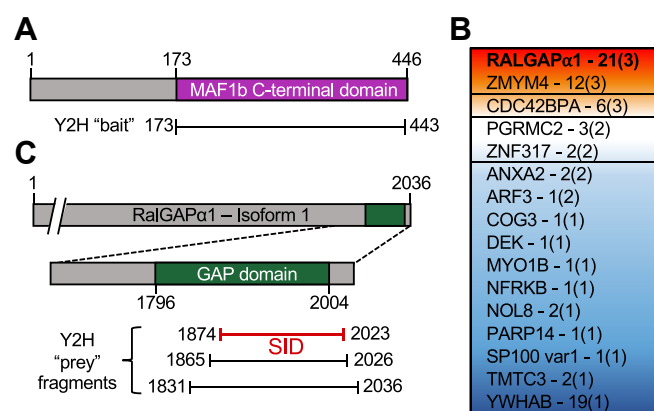 A
1 173 446
MAF1b C-terminal domain
Y2H “bait” 173 443
C
1 2036
RalGAPα1 – Isoform 1
GAP domain
1796 2004
Y2H
“prey”
fragments
1874 2023
SID
1865 2026
1831 2036
B
RALGAPα1 - 21(3)
ZMYM4 - 12(3)
CDC42BPA - 6(3)
PGRMC2 - 3(2)
ZNF317 - 2(2)
ANXA2 - 2(2)
ARF3 - 1(2)
COG3 - 1(1)
DEK - 1(1)
MYO1B - 1(1)
NFRKB - 1(1)
NOL8 - 2(1)
PARP14 - 1(1)
SP100 var1 - 1(1)
TMTC3 - 2(1)
YWHAB - 19(1)